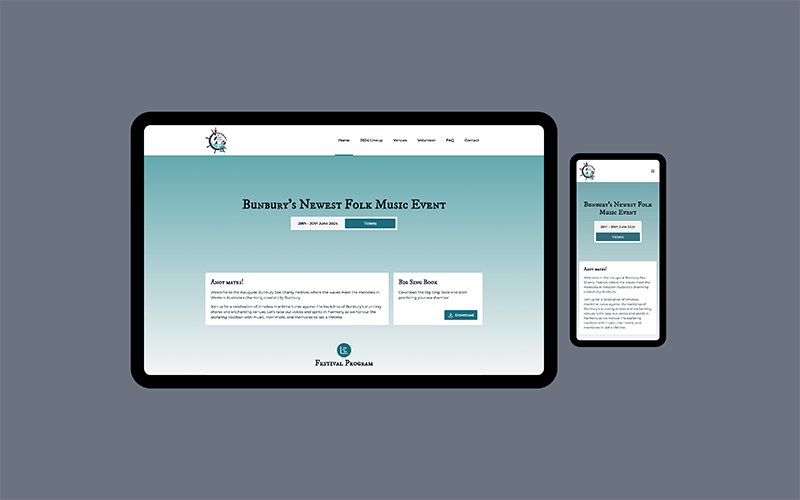 Home 2024 Lineup Venues Volunteer FAQ Contact
Bunbury's Newest Folk Music Event
28th - 30th June 2024 Tickets
Ahoy mates!
Welcome to the inaugural Bunbury Sea Shanty Festival, where the waves meet the melodies in
Western Australia's charming coastal city Bunbury.
Join us for a celebration of timeless maritime tunes against the backdrop of Bunbury's stunning
shores and enchanting venues. Let's raise our voices and spirits in harmony as we honour the
seafaring tradition with music, merriment, and memories to last a lifetime.
Big Sing Book
Download the Big Sing Book and start
practicing your sea shanties!
Download
Festival Program
Bunbury's Newest Folk
Music Event
28th - 30th June 2024
Tickets
Ahoy mates!
Welcome to the inaugural Bunbury Sea
Shanty Festival, where the waves meet the
melodies in Western Australia's charming
coastal city Bunbury.
Join us for a celebration of timeless
maritime tunes against the backdrop of
Bunbury's stunning shores and enchanting
venues. Let's raise our voices and spirits in
harmony as we honour the seafaring
tradition with music, merriment, and
memories to last a lifetime.